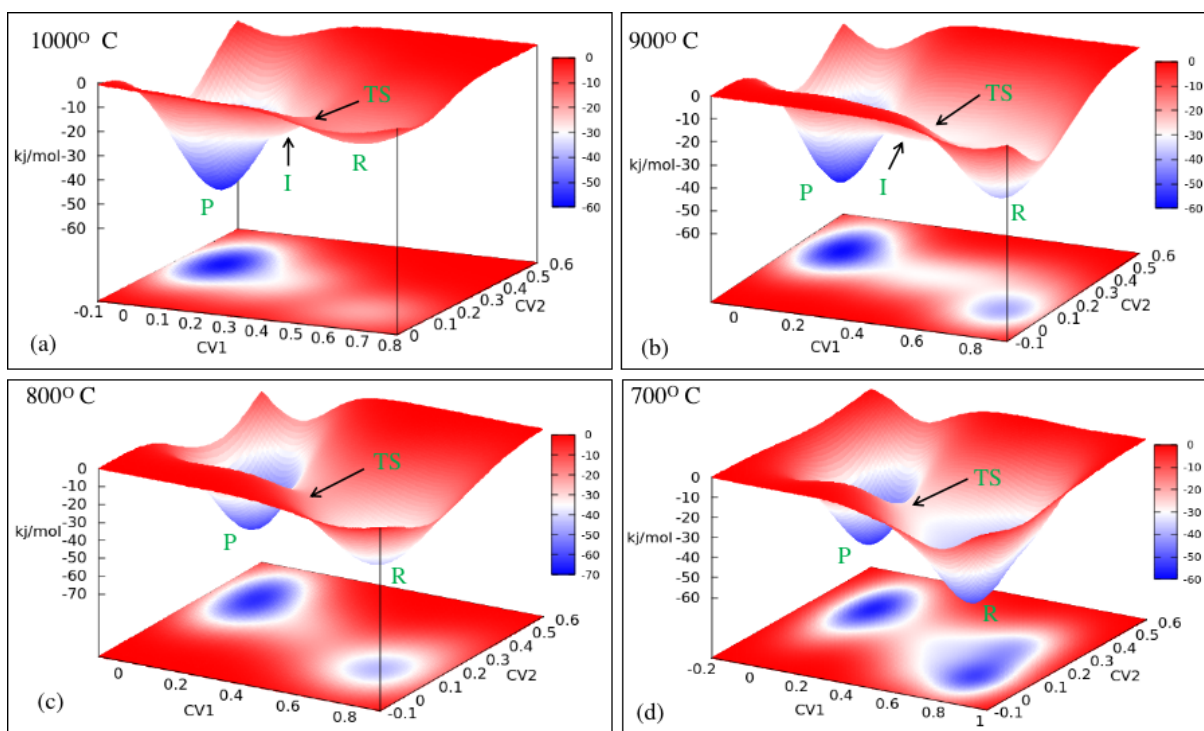 1000⁰ C
TS
I
R
P
0
-10
-20
kj/mol -30
-40
-50
-60
0
-10
-20
-30
-40
-50
-60
-0.1 0 0.1 0.2 0.3 0.4 0.5 0.6 0.7 0.8
CV1
0 0.1 0.2 0.3 0.4 0.5 0.6
CV2
(a)
900⁰ C
TS
I
P
R
0
-10
-20
kj/mol -30
-40
-50
-60
0
-10
-20
-30
-40
-50
-60
0 0.2 0.4 0.6 0.8
CV1
-0.1 0 0.1 0.2 0.3 0.4 0.5 0.6
CV2
(b)
800⁰ C
TS
P
R
0
-10
-20
-30
kj/mol
-40
-50
-60
-70
0
-10
-20
-30
-40
-50
-60
-70
0 0.2 0.4 0.6 0.8
CV1
-0.1 0 0.1 0.2 0.3 0.4 0.5 0.6
CV2
(c)
700⁰ C
TS
P
R
0
-10
-20
kj/mol -30
-40
-50
-60
0
-10
-20
-30
-40
-50
-60
-0.2 0 0.2 0.4 0.6 0.8 1
CV1
-0.1 0 0.1 0.2 0.3 0.4 0.5 0.6
CV2
(d)